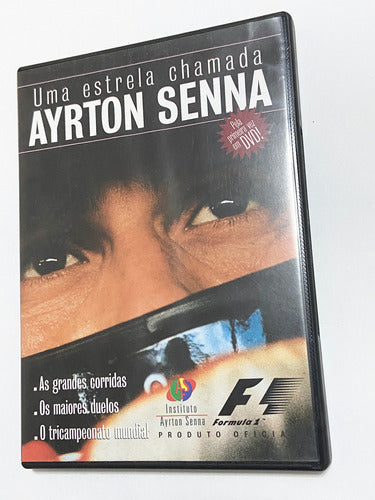 Uma estrela chamada
AYRTON SENNA
Pela
primeira vez
em
DVD!
. As grandes corridas
. Os maiores duelos
. O tricampeonato mundial
Instituto
Ayrton Senna
F1
Formula 1
PRODUTO OFICIAL